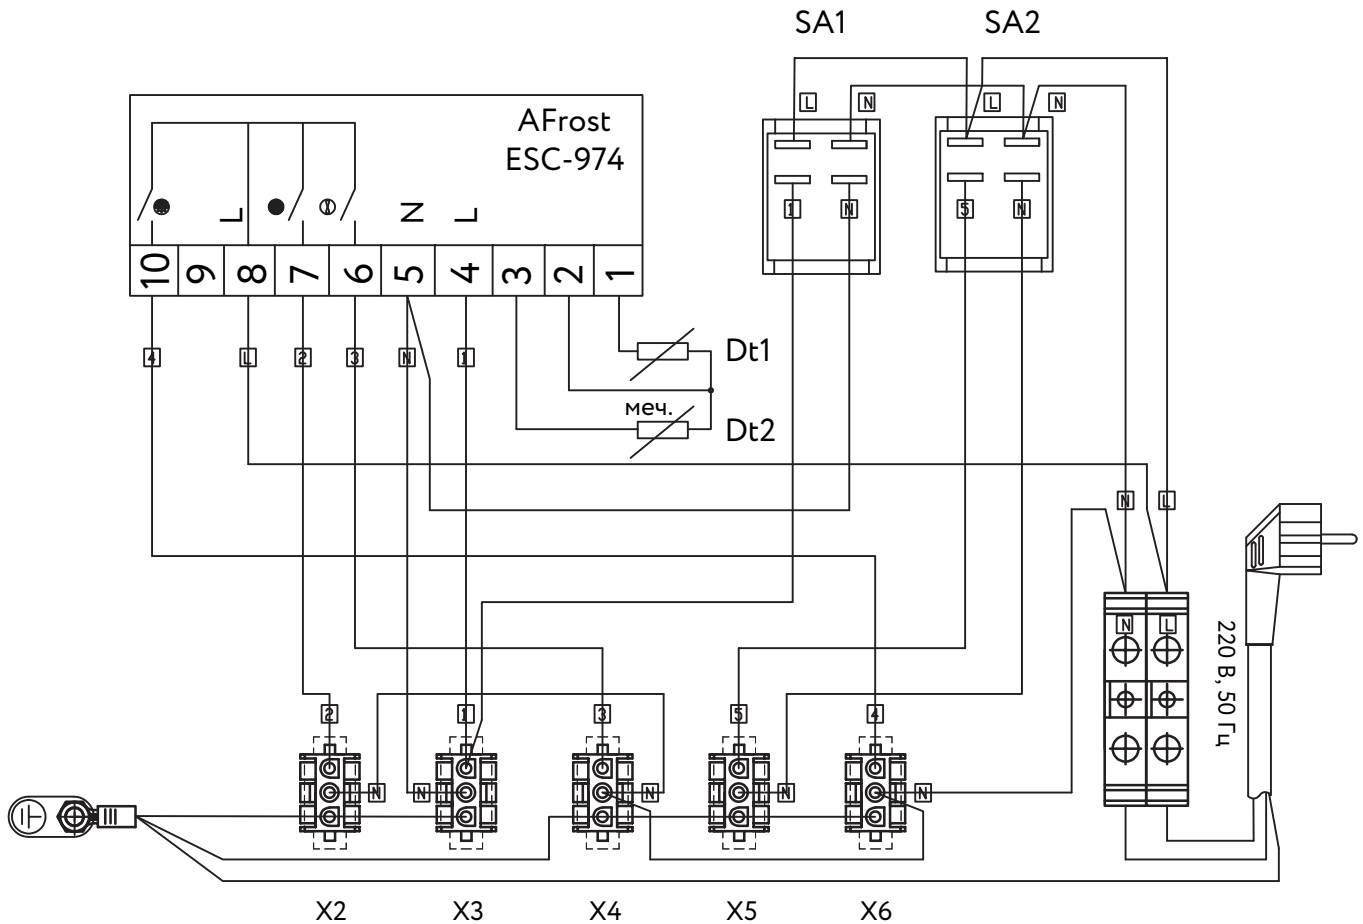 SA1 SA2
L N L N
AFrost
ESC-974
L N L
10 9 8 7 6 5 4 3 2 1
1 N 5 N
4 L 2 3 N 1
Dt1
меч.
Dt2
N L
N L
220 В, 50 Гц
2 1 3 5 4
N N N N N
X2 X3 X4 X5 X6